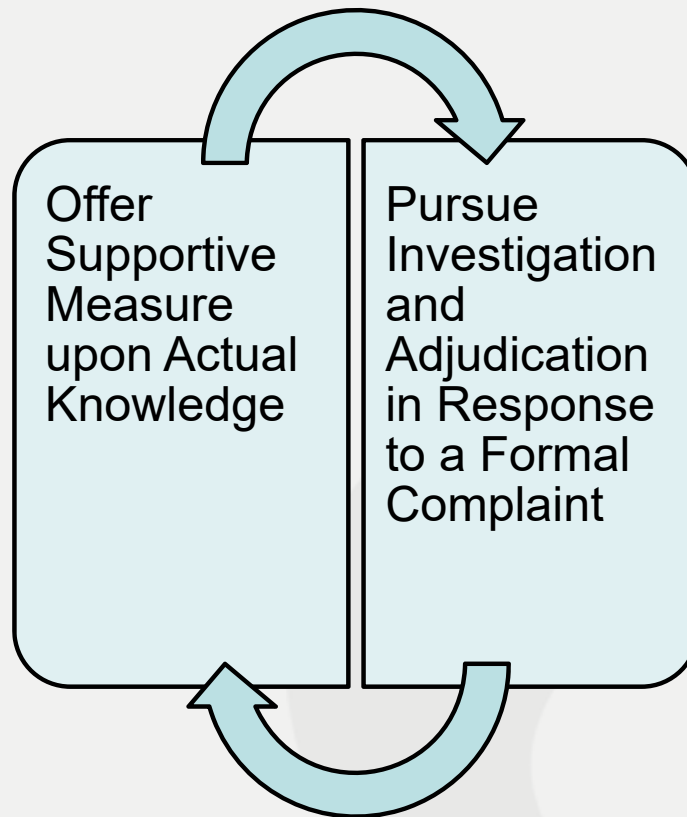 Offer
Supportive
Measure
upon Actual
Knowledge
Pursue
Investigation
and
Adjudication
in Response
to a Formal
Complaint